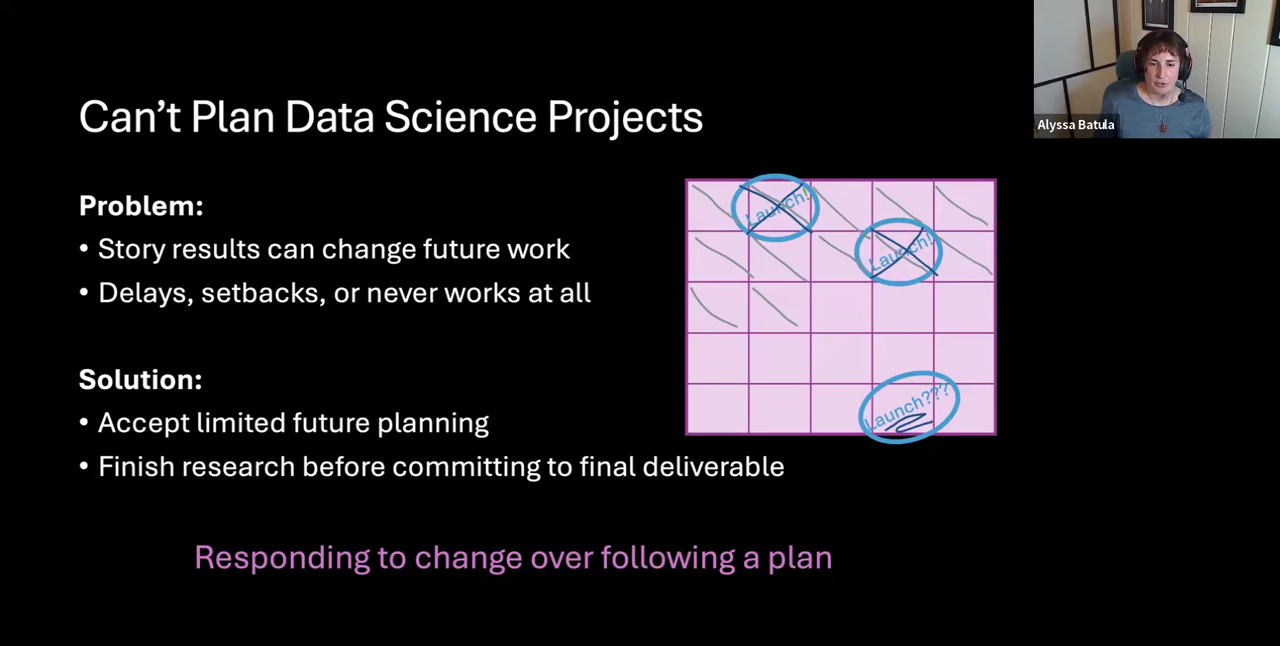 Can't Plan Data Science Projects
Alyssa Batula
Problem:
• Story results can change future work
• Delays, setbacks, or never works at all
Launch!
Launch!
Launch???
Solution:
• Accept limited future planning
• Finish research before committing to final deliverable
Responding to change over following a plan